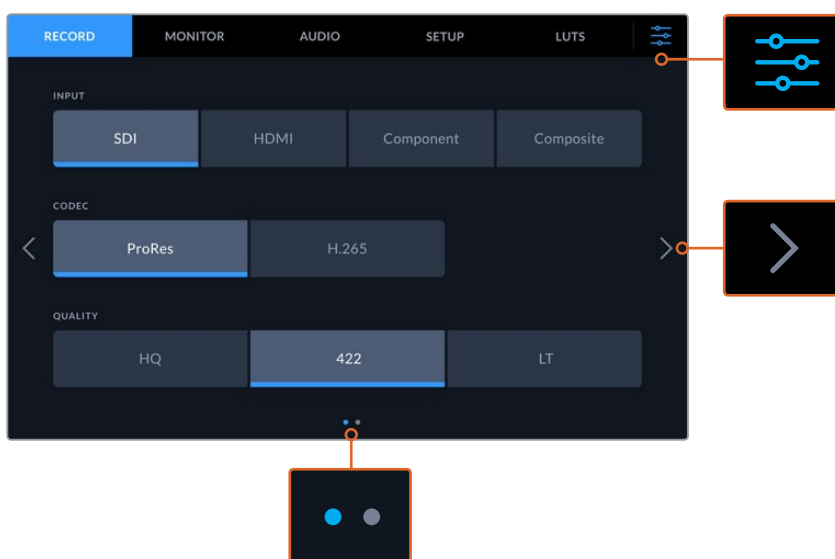 RECORD MONITOR AUDIO SETUP LUTS
INPUT
SDI HDMI Component Composite
CODEC
ProRes H.265
QUALITY
HQ 422 LT